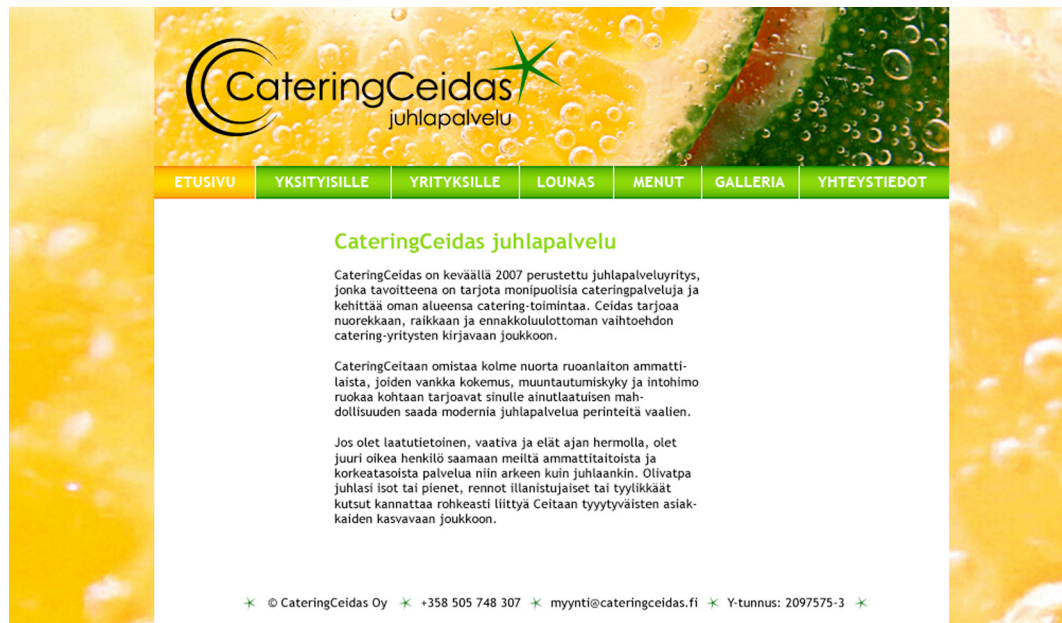 CateringCeidas
juhlapalvelu
ETUSIVU YKSITYISILLE YRITYKSILLE LOUNAS MENUT GALLERIA YHTEYSTIEDOT
CateringCeidas juhlapalvelu
CateringCeidas on keväällä 2007 perustettu juhlapalveluyritys,
jonka tavoitteena on tarjota monipuolisia cateringpalveluja ja
kehittää oman alueensa catering-toimintaa. Ceidas tarjoaa
nuorekkaan, raikkaan ja ennakkoluulottoman vaihtoehdon
catering-yritysten kirjavaan joukkoon.
CateringCeitaan omistaa kolme nuorta ruoanlaiton ammatti-
laista, joiden vankka kokemus, muuntautumiskyky ja intohimo
ruokaa kohtaan tarjoavat sinulle ainutlaatuisen mah-
dollisuuden saada modernia juhlapalvelua perinteitä vaalien.
Jos olet laatutietoinen, vaativa ja elät ajan hermolla, olet
juuri oikea henkilö saamaan meiltä ammattitaitoista ja
korkeatasoista palvelua niin arkeen kuin juhlaankin. Olivatpa
juhlasi isot tai pienet, rennot illanistujaiset tai tyylikkäät
kutsut kannattaa rohkeasti liittyä Ceitaan tyyytyväisten asiak-
kaiden kasvavaan joukkoon.
© CateringCeidas Oy +358 505 748 307 myynti@cateringceidas.fi Y-tunnus: 2097575-3